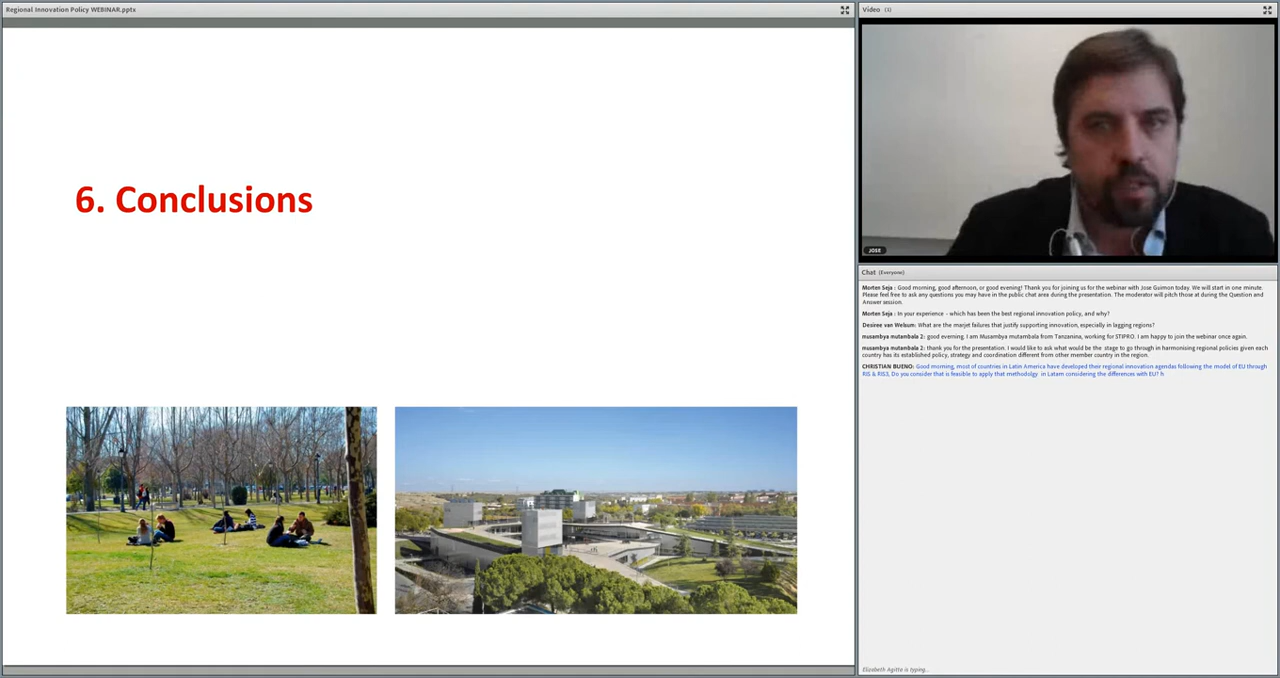 Regional Innovation Policy WEBINAR.pptx
6. Conclusions
Video (3)
JOSE
Chat (Everyone)
Morten Seja : Good morning, good afternoon, or good evening! Thank you for joining us for the webinar with Jose Guimon today. We will start in one minute.
Please feel free to ask any questions you may have in the public chat area during the presentation. The moderator will pitch those at during the Question and
Answer session.
Morten Seja : In your experience - which has been the best regional innovation policy, and why?
Desiree van Welsum: What are the marjet failures that justify supporting innovation, especially in lagging regions?
musambya mutambala 2: good everning. I am Musambya mutambala from Tanzanina, working for STIPRO. I am happy to join the webinar once again.
musambya mutambala 2: thank you for the presentation. I would like to ask what would be the stage to go through in harmonising regional policies given each
country has its established policy, strategy and coordination different from other member country in the region.
CHRISTIAN BUENO: Good morning, most of countries in Latin America have developed their regional innovation agendas following the model of EU through
RIS & RIS3, Do you consider that is feasible to apply that methodolgy in Latam considering the differences with EU? h
Elizabeth Agitte is typing...